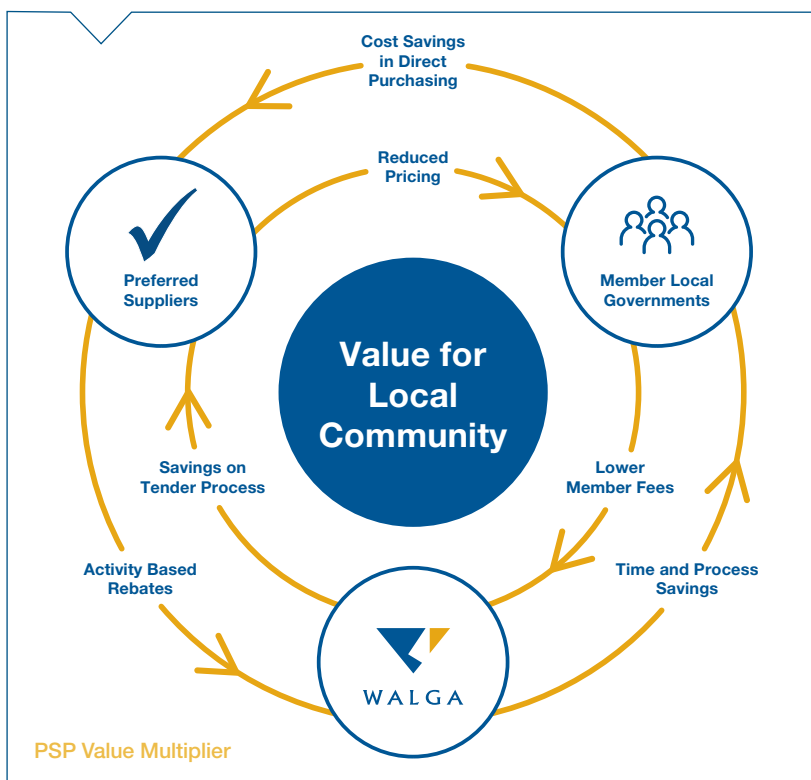 Cost Savings
in Direct
Purchasing
Reduced
Pricing
Preferred
Suppliers
Member Local
Governments
Value for
Local
Community
Savings on
Tender Process
Lower
Member Fees
Activity Based
Rebates
Time and Process
Savings
WALGA
PSP Value Multiplier